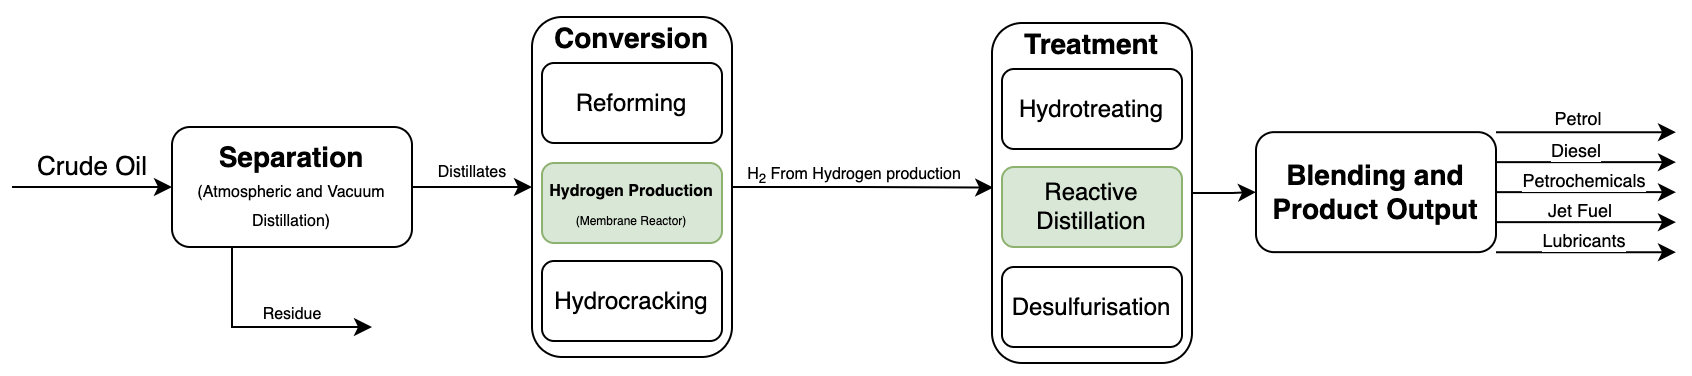 Crude Oil
Separation
(Atmospheric and Vacuum
Distillation)
Residue
Distillates
Conversion
Reforming
Hydrogen Production
(Membrane Reactor)
Hydrocracking
H₂ From Hydrogen production
Treatment
Hydrotreating
Reactive
Distillation
Desulfurisation
Blending and
Product Output
Petrol
Diesel
Petrochemicals
Jet Fuel
Lubricants